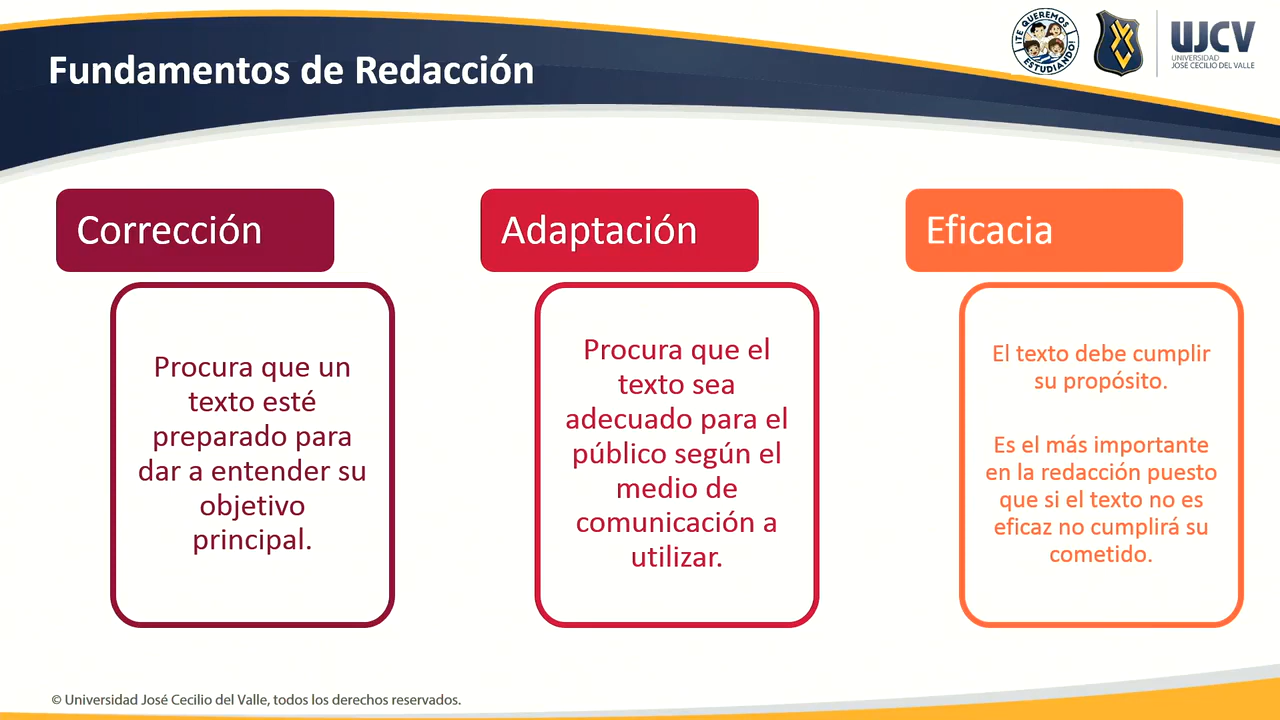 Fundamentos de Redacción
¡TE QUEREMOS
ESTUDIANDO!
UJCV
UNIVERSIDAD
JOSÉ CECILIO DEL VALLE
Corrección
Procura que un
texto esté
preparado para
dar a entender su
objetivo
principal.
Adaptación
Procura que el
texto sea
adecuado para el
público según el
medio de
comunicación a
utilizar.
Eficacia
El texto debe cumplir
su propósito.
Es el más importante
en la redacción puesto
que si el texto no es
eficaz no cumplirá su
cometido.
© Universidad José Cecilio del Valle, todos los derechos reservados.